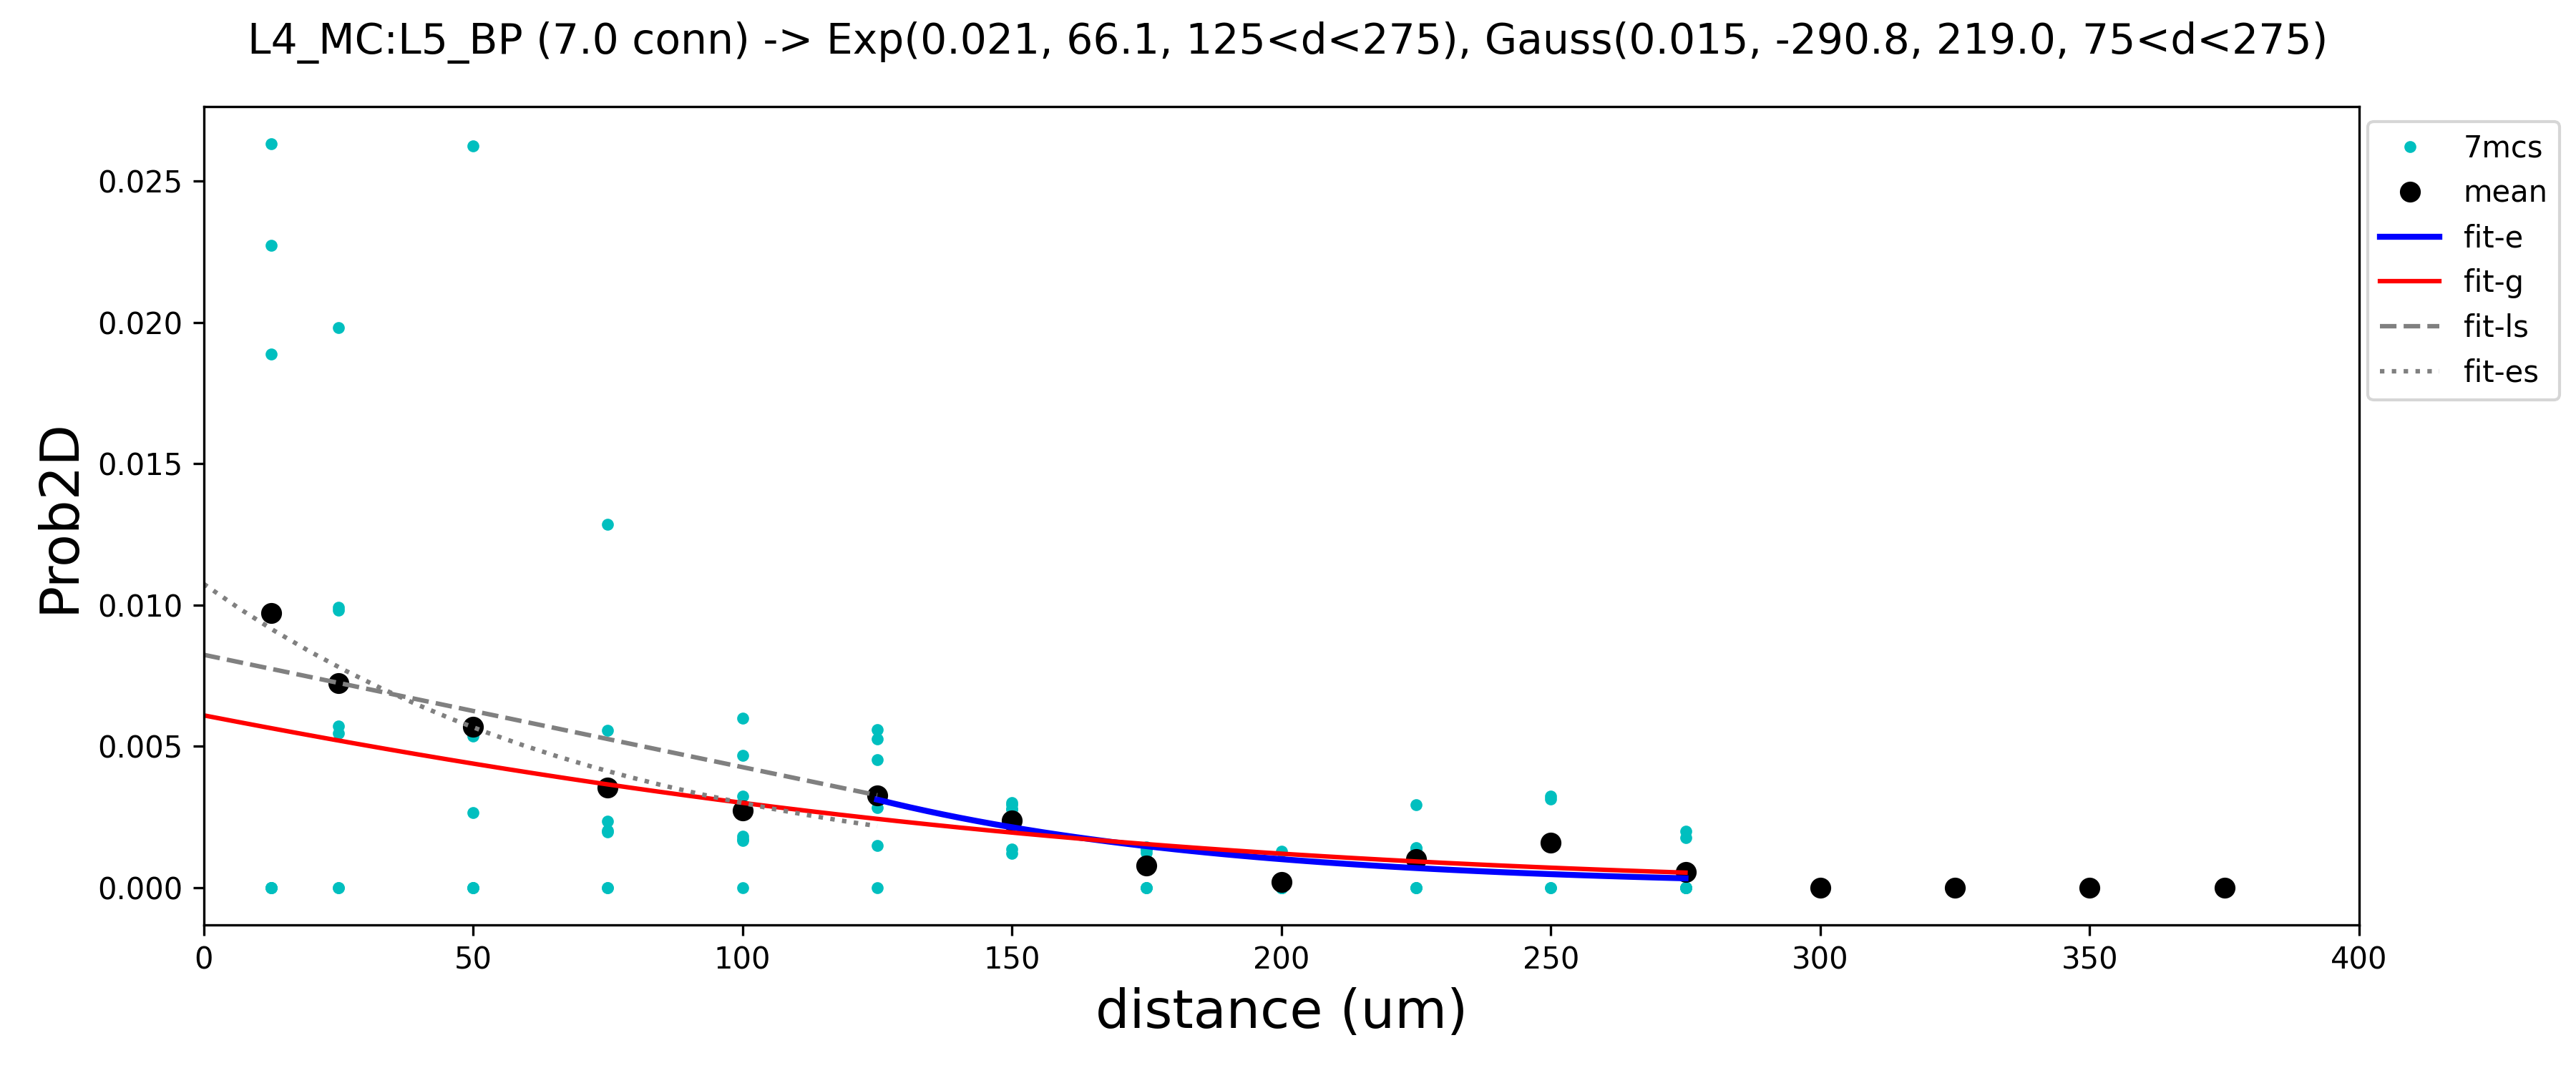 L4_MC:L5_BP (7.0 conn) -> Exp(0.021, 66.1, 125<d<275), Gauss(0.015, -290.8, 219.0, 75<d<275)
7mcs
mean
fit-e
fit-g
fit-ls
fit-es
Prob2D
0.025
0.020
0.015
0.010
0.005
0.000
0 50 100 150 200 250 300 350 400
distance (um)